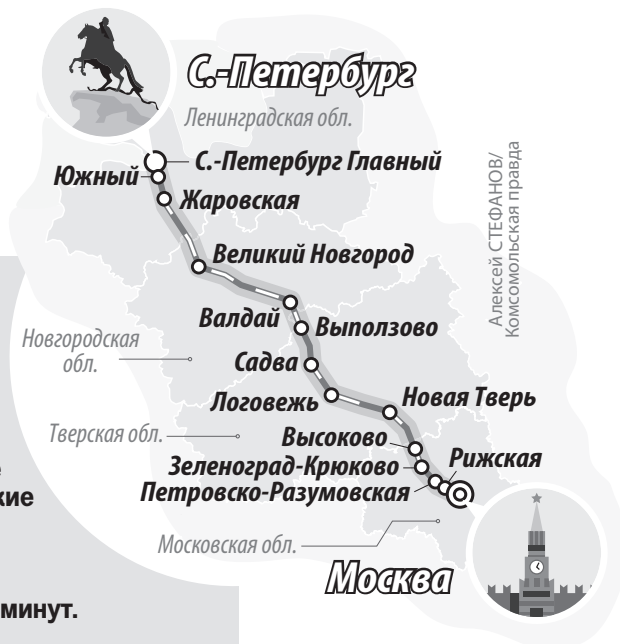 С.-Петербург
Ленинградская обл.
С.-Петербург Главный
Южный
Жаровская
Великий Новгород
Алексей СТЕФАНОВ/
Комсомольская правда
Валдай
Выползово
Новгородская
обл.
Садва
Логовежь
Новая Тверь
Тверская обл.
Высоково
Зеленоград-Крюково
Рижская
Петровско-Разумовская
Московская обл.
Москва
кие
минут.